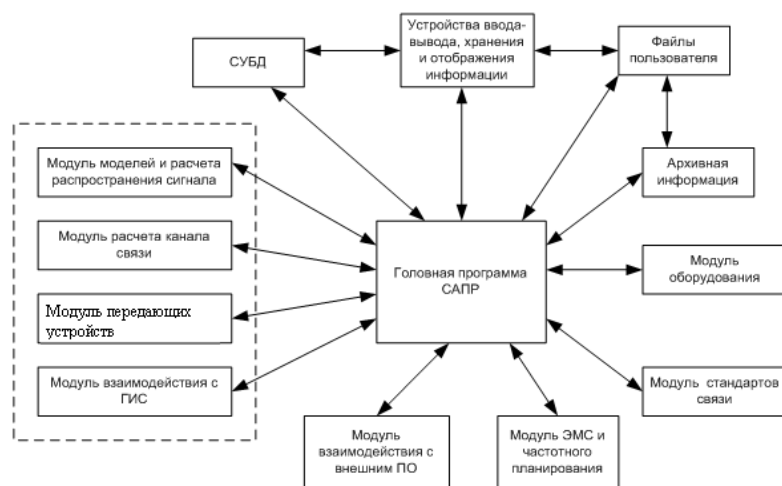 Устройства ввода-
вывода, хранения
и отображения
информации
СУБД
Файлы
пользователя
Модуль моделей и расчета
распространения сигнала
Архивная
информация
Модуль расчета канала
связи
Головная программа
САПР
Модуль
оборудования
Модуль передающих
устройств
Модуль взаимодействия с
ГИС
Модуль стандартов
связи
Модуль
взаимодействия с
внешним ПО
Модуль ЭМС и
частотного
планирования